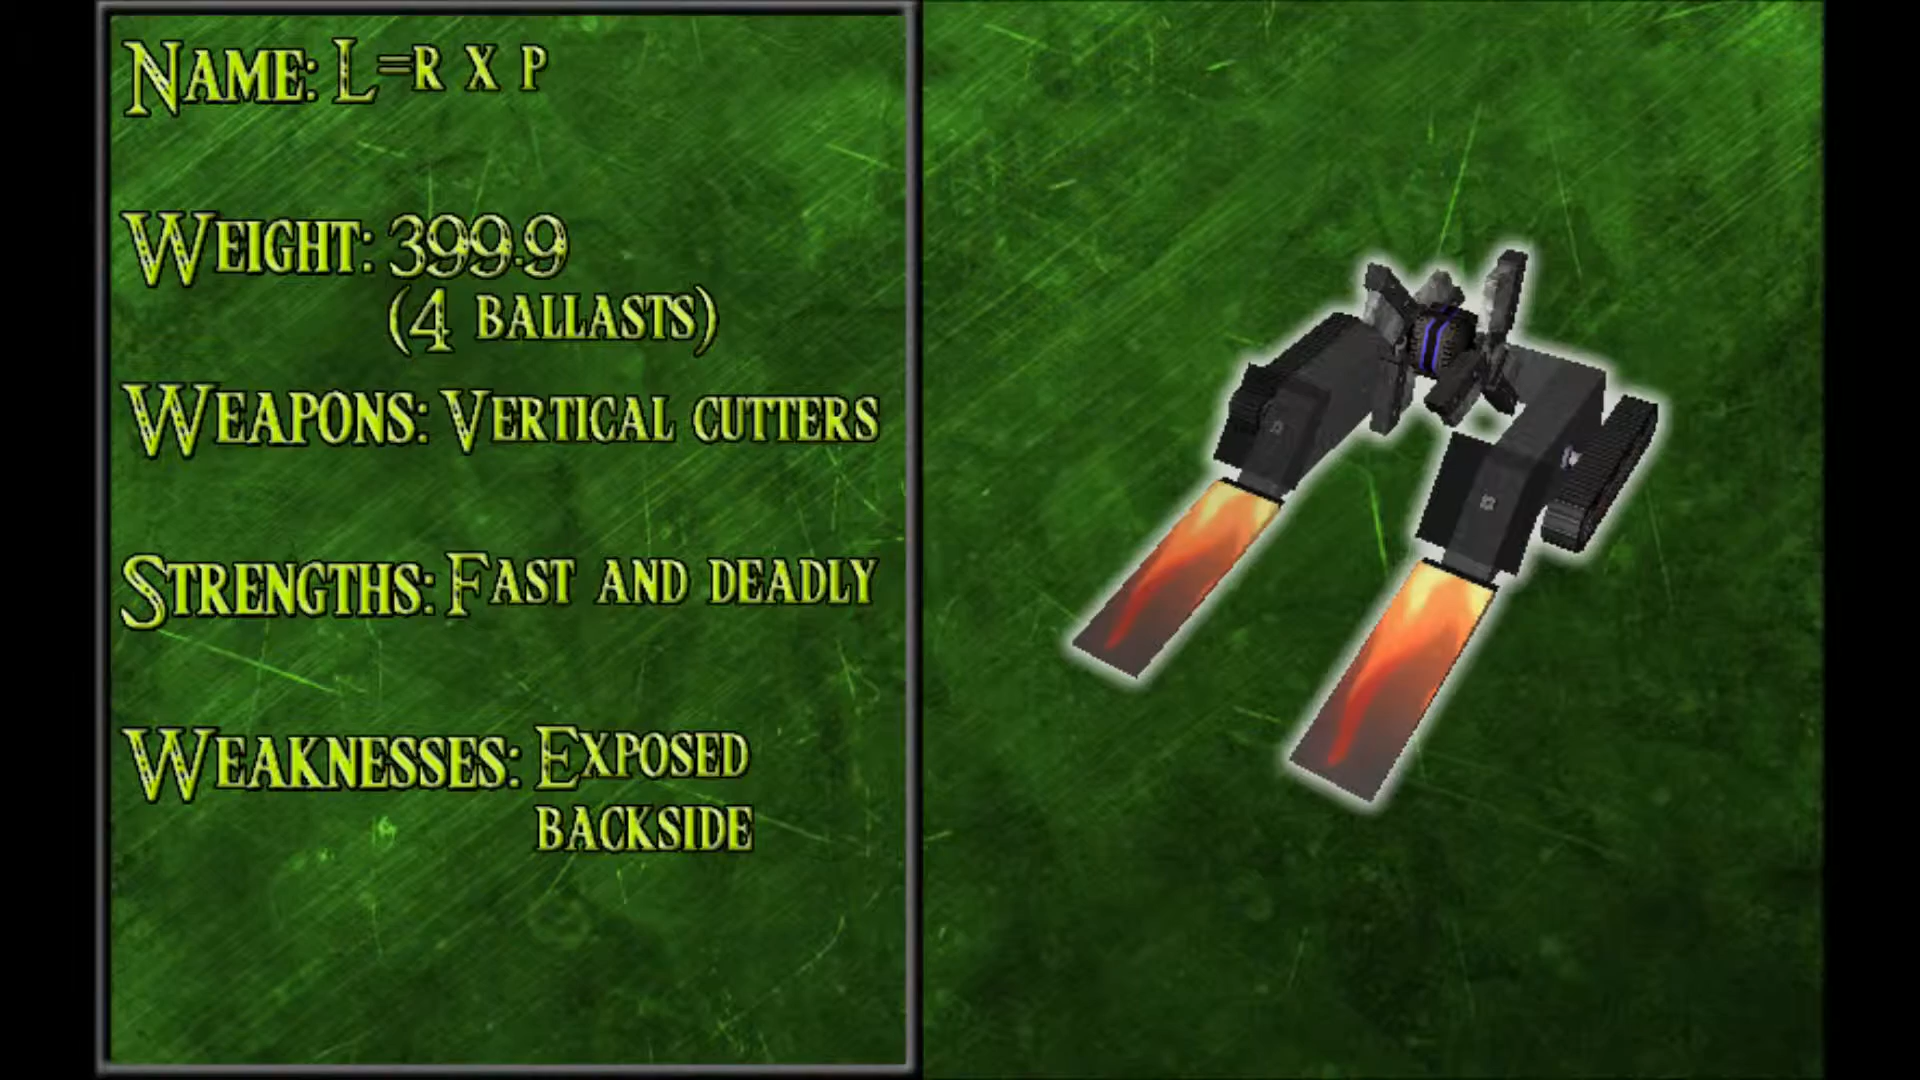 Name: L=R X P
Weight: 399.9
(4 ballasts)
Weapons: Vertical cutters
Strengths: Fast and deadly
Weaknesses: Exposed
backside